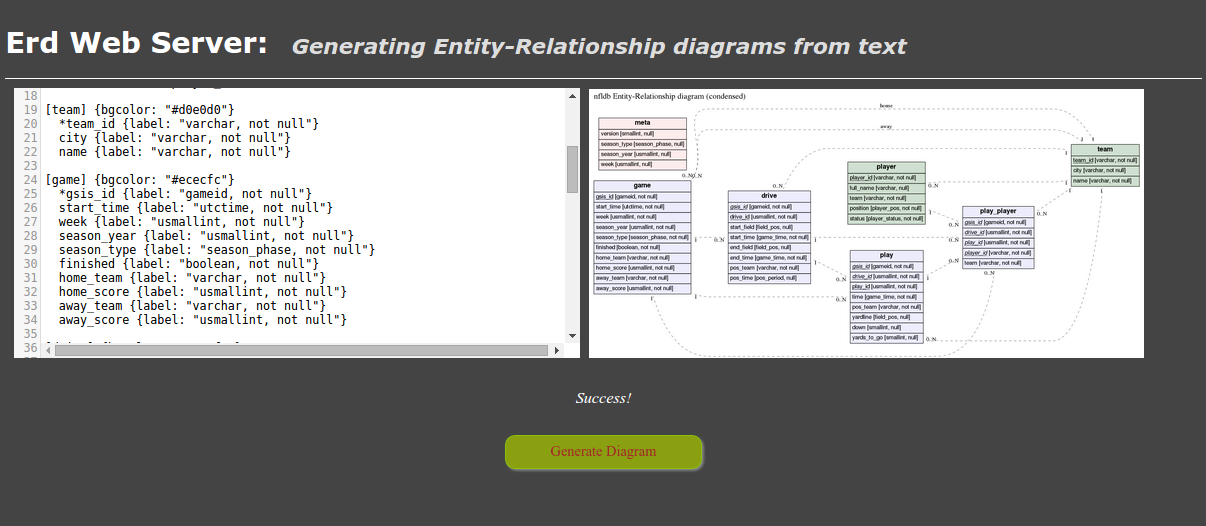 Erd Web Server: Generating Entity-Relationship diagrams from text
18
19 [team] {bgcolor: "#d0e0d0"}
20 *team_id {label: "varchar, not null"}
21 city {label: "varchar, not null"}
22 name {label: "varchar, not null"}
23
24 [game] {bgcolor: "#ececfc"}
25 *gsis_id {label: "gameid, not null"}
26 start_time {label: "utctime, not null"}
27 week {label: "usmallint, not null"}
28 season_year {label: "usmallint, not null"}
29 season_type {label: "season_phase, not null"}
30 finished {label: "boolean, not null"}
31 home_team {label: "varchar, not null"}
32 home_score {label: "usmallint, not null"}
33 away_team {label: "varchar, not null"}
34 away_score {label: "usmallint, not null"}
35
36
nfldb Entity-Relationship diagram (condensed)
home
away
meta
version [smallint, null]
season_type [season_phase, null]
season_year [usmallint, null]
week [usmallint, null]
0..N 0..N
game
gsis_id [gameid, not null]
start_time [utctime, not null]
week [usmallint, not null]
season_year [usmallint, not null]
season_type [season_phase, not null]
finished [boolean, not null]
home_team [varchar, not null]
home_score [usmallint, not null]
away_team [varchar, not null]
away_score [usmallint, not null]
1
1
1
0..N
0..N
drive
gsis_id [gameid, not null]
drive_id [usmallint, not null]
start_field [field_pos, null]
start_time [game_time, not null]
end_field [field_pos, null]
end_time [game_time, not null]
pos_team [varchar, not null]
pos_time [pos_period, null]
1
1
player
player_id [varchar, not null]
full_name [varchar, null]
team [varchar, not null]
position [player_pos, not null]
status [player_status, not null]
0..N
1
0..N
0..N
play
gsis_id [gameid, not null]
drive_id [usmallint, not null]
play_id [usmallint, not null]
time [game_time, not null]
pos_team [varchar, not null]
yardline [field_pos, null]
down [smallint, null]
yards_to_go [smallint, null]
1
0..N
0..N
0..N
0..N
play_player
gsis_id [gameid, not null]
drive_id [usmallint, not null]
play_id [usmallint, not null]
player_id [varchar, not null]
team [varchar, not null]
0..N
0..N
1 1
1
team
team_id [varchar, not null]
city [varchar, not null]
name [varchar, not null]
1
1
1
Success!
Generate Diagram